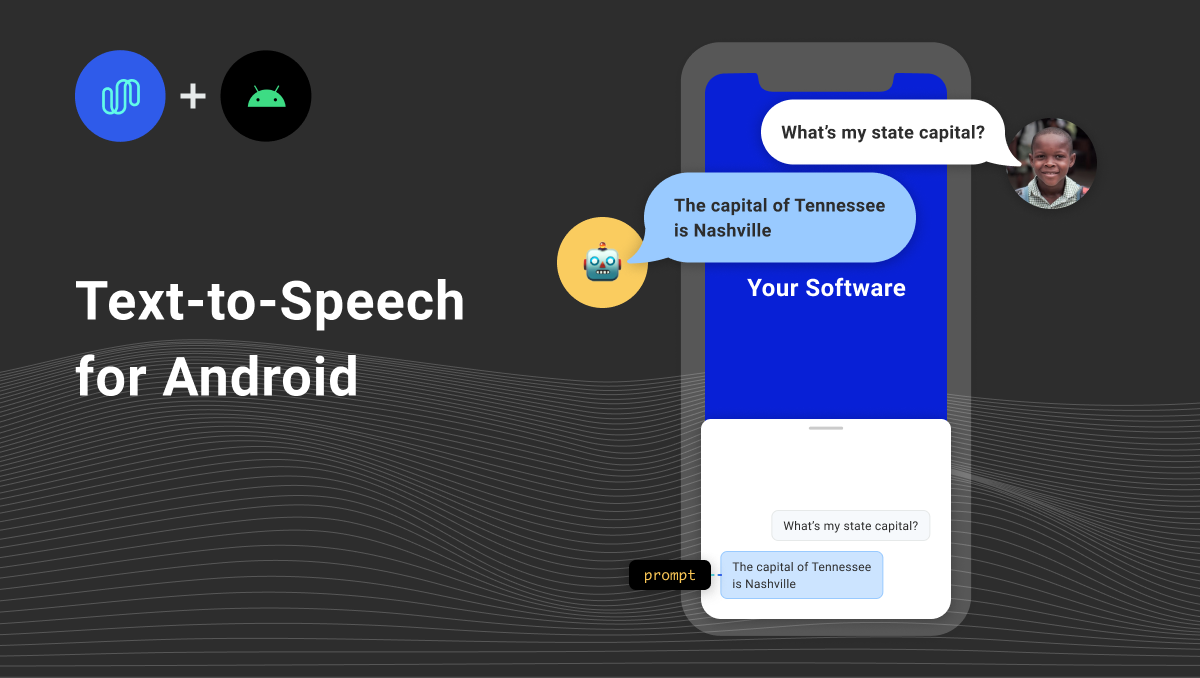 Text-to-Speech
for Android
What’s my state capital?
The capital of Tennessee
is Nashville
Your Software
What’s my state capital?
prompt
The capital of Tennessee
is Nashville